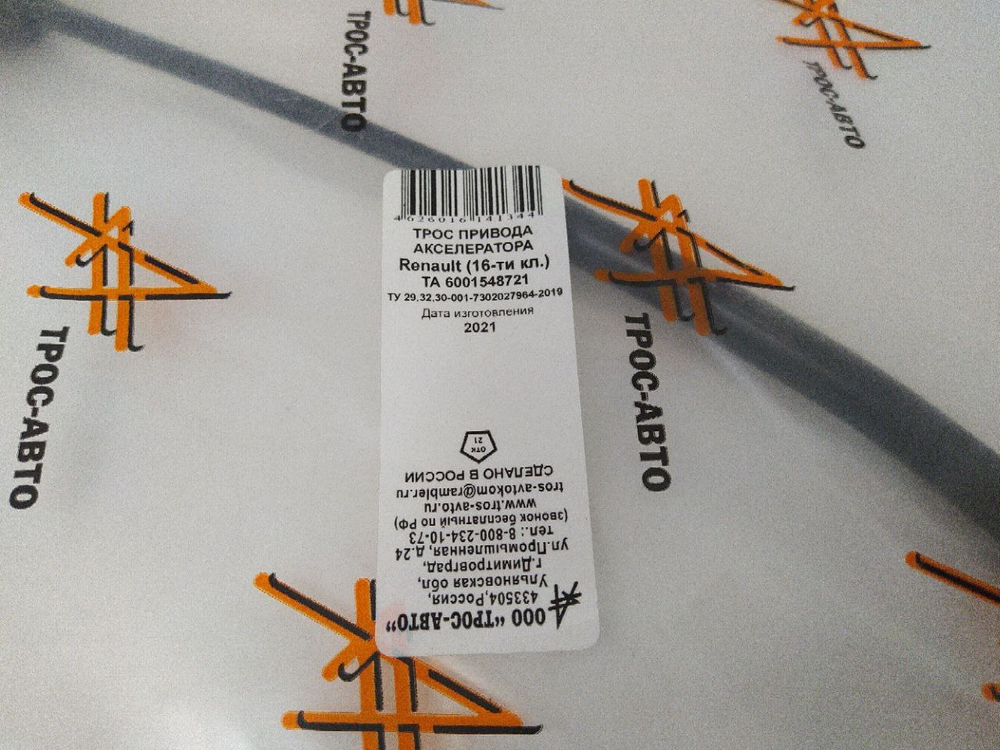 ТРОС-АВТО
ТРОС-АВТО
4626016141344
ТРОС ПРИВОДА
АКСЕЛЕРАТОРА
Renault (16-ти кл.)
ТА 6001548721
ТУ 29,32,30-001-7302027964-2019
Дата изготовления
2021
ТРОС-АВТО
ТРОС-АВТО
ООО "ТРОС-АВТО"
433504,Россия,
Ульяновская обл,
г.Димитровград,
ул.Промышленная, д.24
тел.: 8-800-234-10-73
(звонок бесплатный по РФ)
www.tros-avto.ru
tros-avtokom@rambler.ru
СДЕЛАНО В РОССИИ
ОТК
21